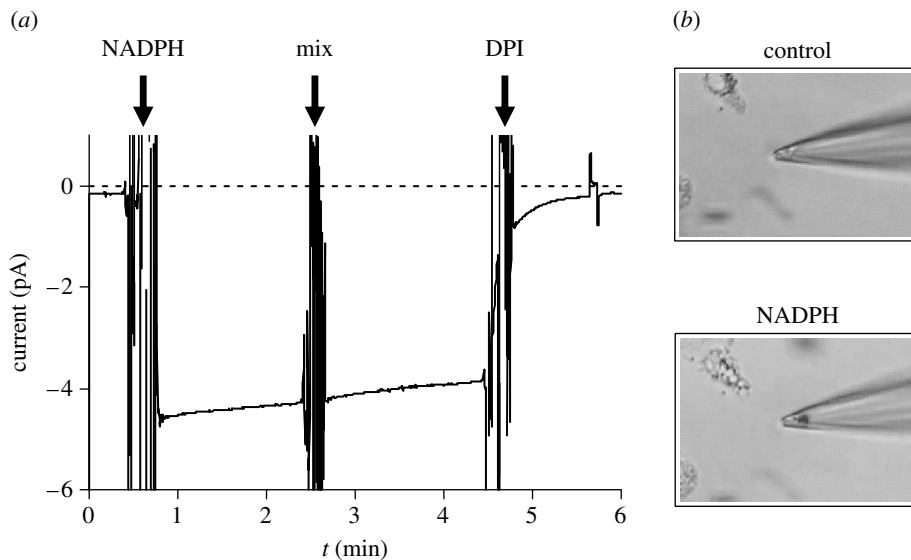 (a)
NADPH mix DPI
0
−2
−4
−6
current (pA)
0 1 2 3 4 5 6
t (min)
(b)
control
NADPH